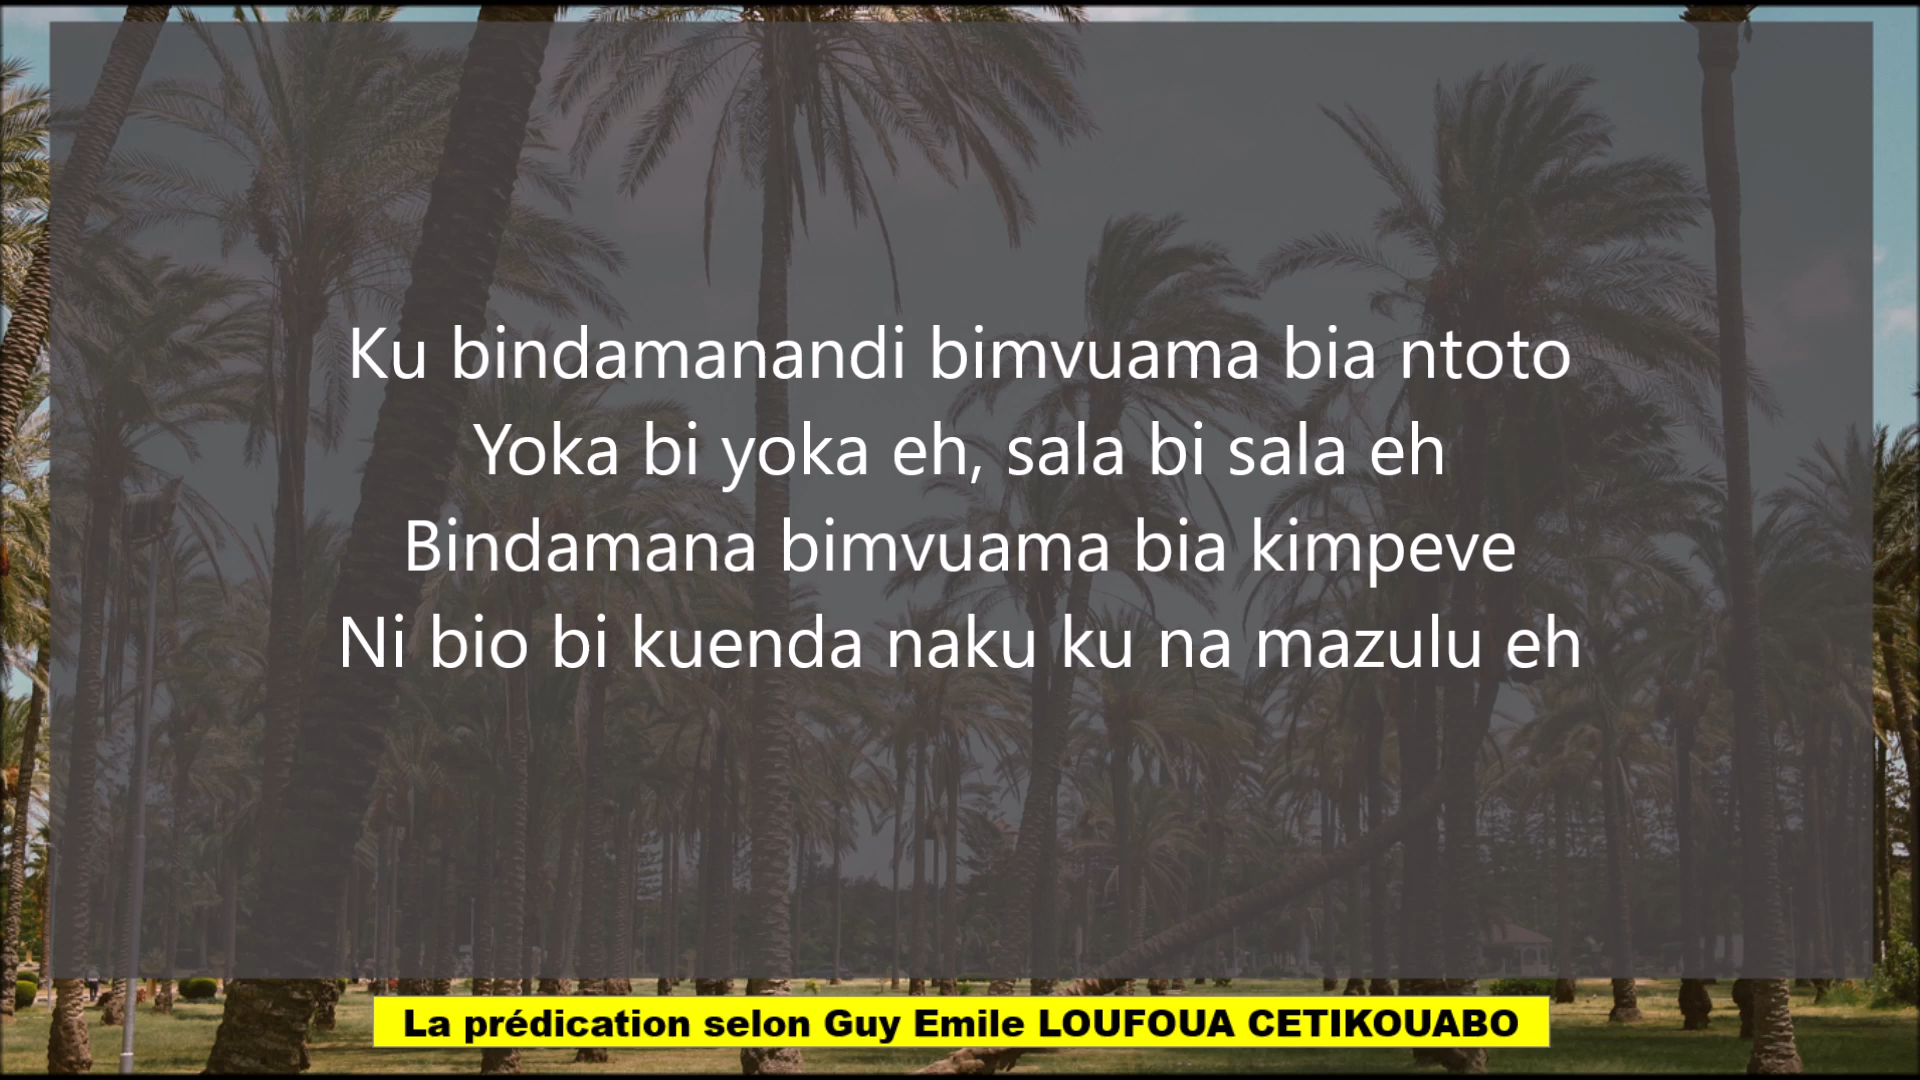 Ku bindamanandi bimvuama bia ntoto
Yoka bi yoka eh, sala bi sala eh
Bindamana bimvuama bia kimpeve
Ni bio bi kuenda naku ku na mazulu eh
La prédication selon Guy Emile LOUFOUA CETIKOUABO